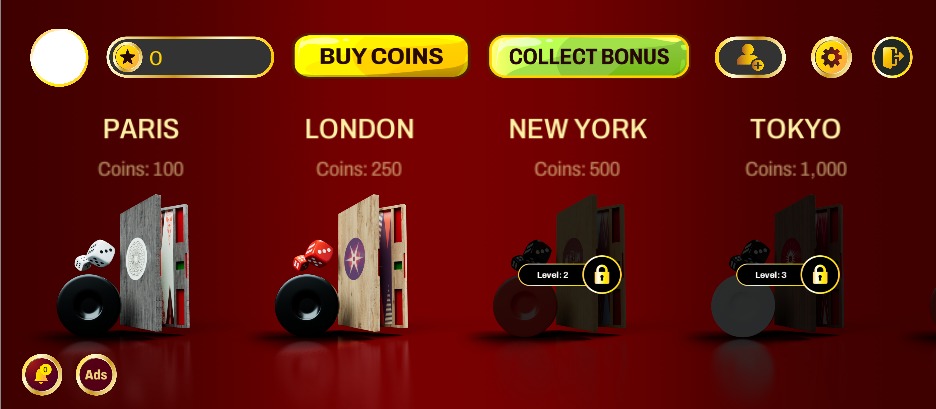 0
BUY COINS
COLLECT BONUS
PARIS
Coins: 100
LONDON
Coins: 250
NEW YORK
Coins: 500
TOKYO
Coins: 1,000
Level: 2
Level: 3
0
Ads